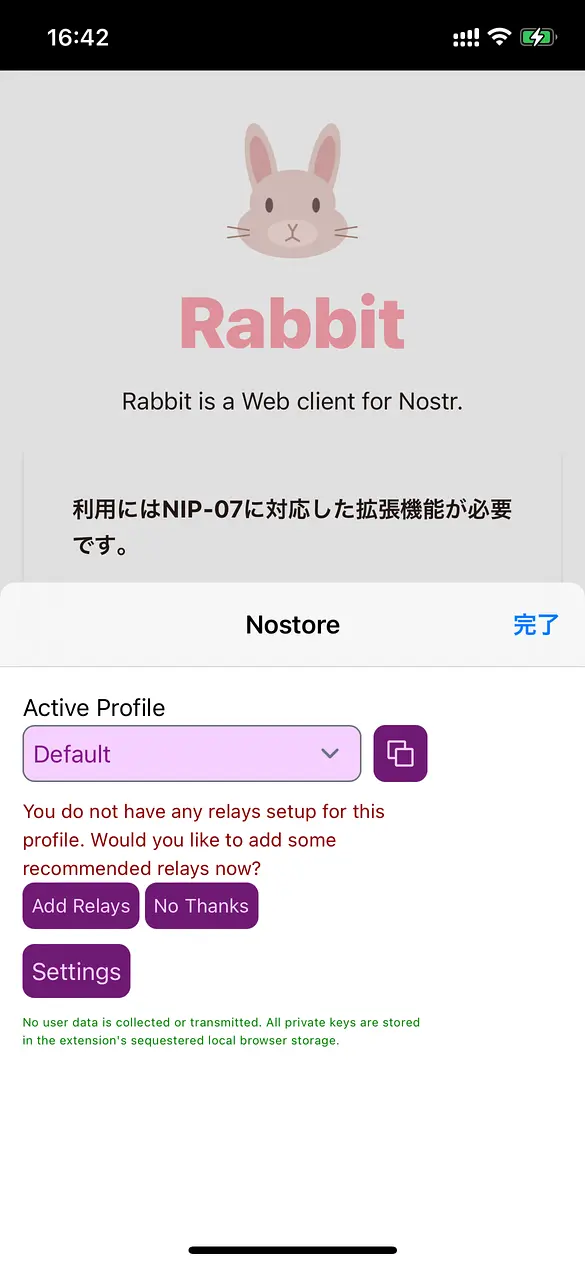 16:42
Rabbit
Rabbit is a Web client for Nostr.
利用にはNIP-07に対応した拡張機能が必要
です。
Nostore
完了
Active Profile
Default
You do not have any relays setup for this
profile. Would you like to add some
recommended relays now?
Add Relays
No Thanks
Settings
No user data is collected or transmitted. All private keys are stored
in the extension's sequestered local browser storage.